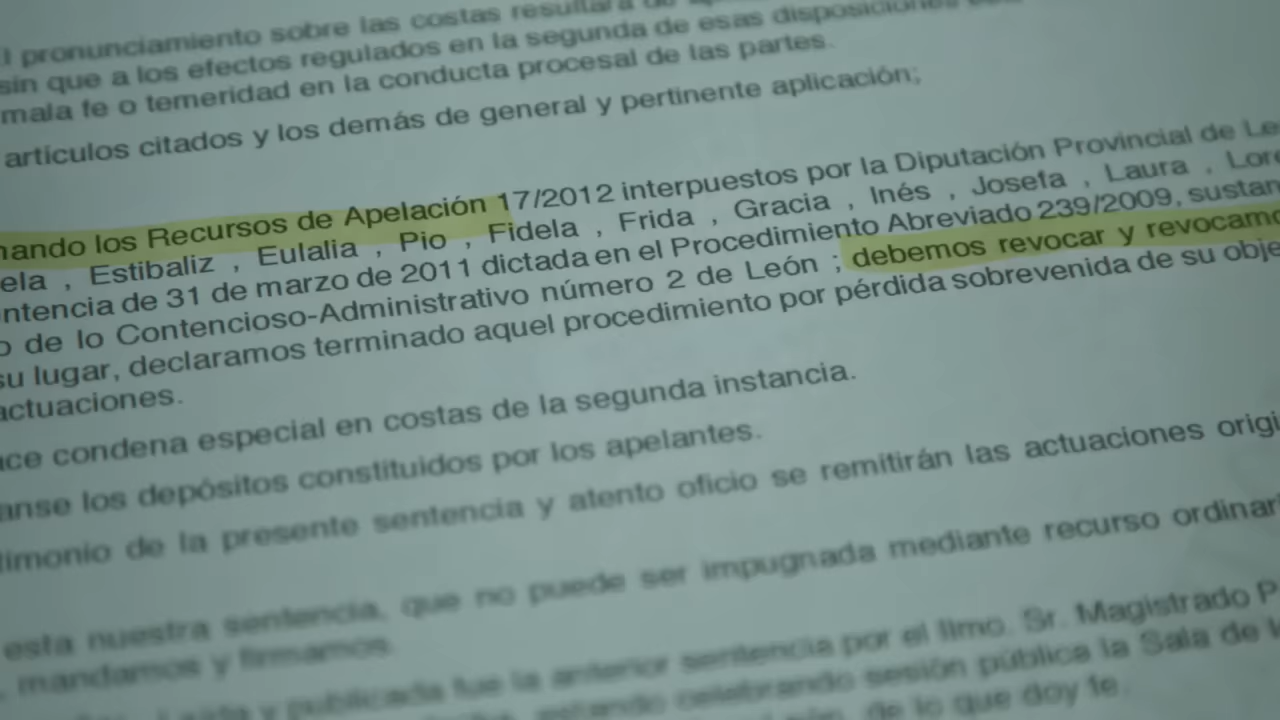 l pronunciamiento sobre las costas resultará de
sin que a los efectos regulados en la segunda de esas disposiciones
mala fe o temeridad en la conducta procesal de las partes.
artículos citados y los demás de general y pertinente aplicación;
mando los Recursos de Apelación 17/2012 interpuestos por la Diputación Provincial de Le
ela , Estibaliz , Eulalia , Pio , Fidela , Frida , Gracia , Inés , Josefa , Laura , Lore
ntencia de 31 de marzo de 2011 dictada en el Procedimiento Abreviado 239/2009, sustan
o de lo Contencioso-Administrativo número 2 de León ; debemos revocar y revocamo
su lugar, declaramos terminado aquel procedimiento por pérdida sobrevenida de su obje
actuaciones.
ace condena especial en costas de la segunda instancia.
anse los depósitos constituidos por los apelantes.
timonio de la presente sentencia y atento oficio se remitirán las actuaciones origi
esta nuestra sentencia, que no puede ser impugnada mediante recurso ordinar
, mandamos y firmamos.
y publicada fue la anterior sentencia por el Ilmo. Sr. Magistrado P
estando celebrando sesión pública la Sala de l
de lo que doy fe.